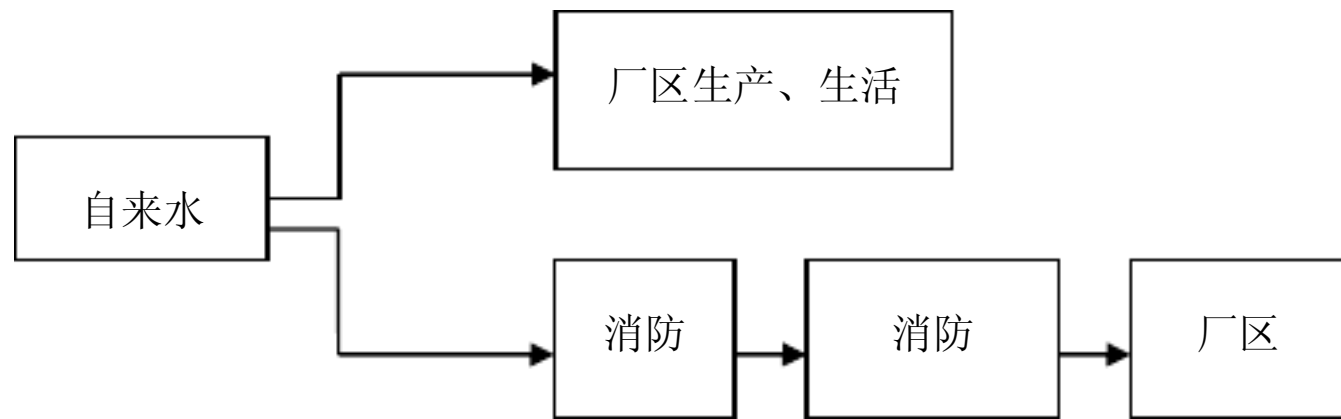 厂区生产、生活
自来水
消防
消防
厂区